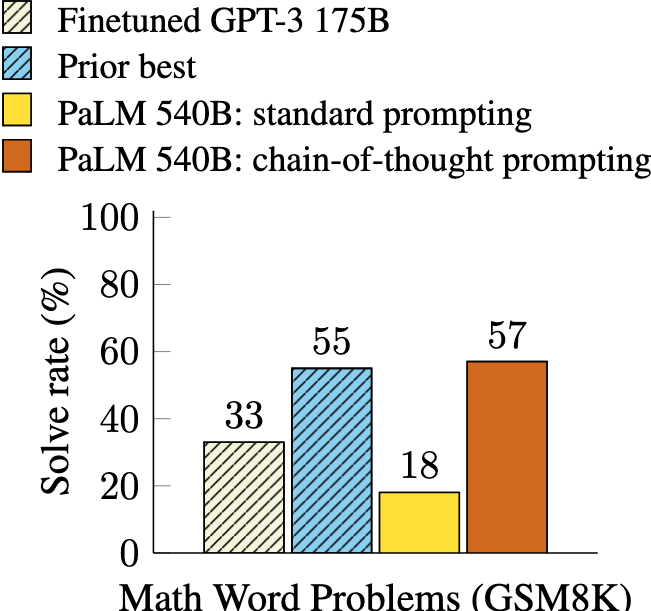 Finetuned GPT-3 175B
Prior best
PaLM 540B: standard prompting
PaLM 540B: chain-of-thought prompting
100
80
60
40
20
0
Solve rate (%)
33
55
18
57
Math Word Problems (GSM8K)